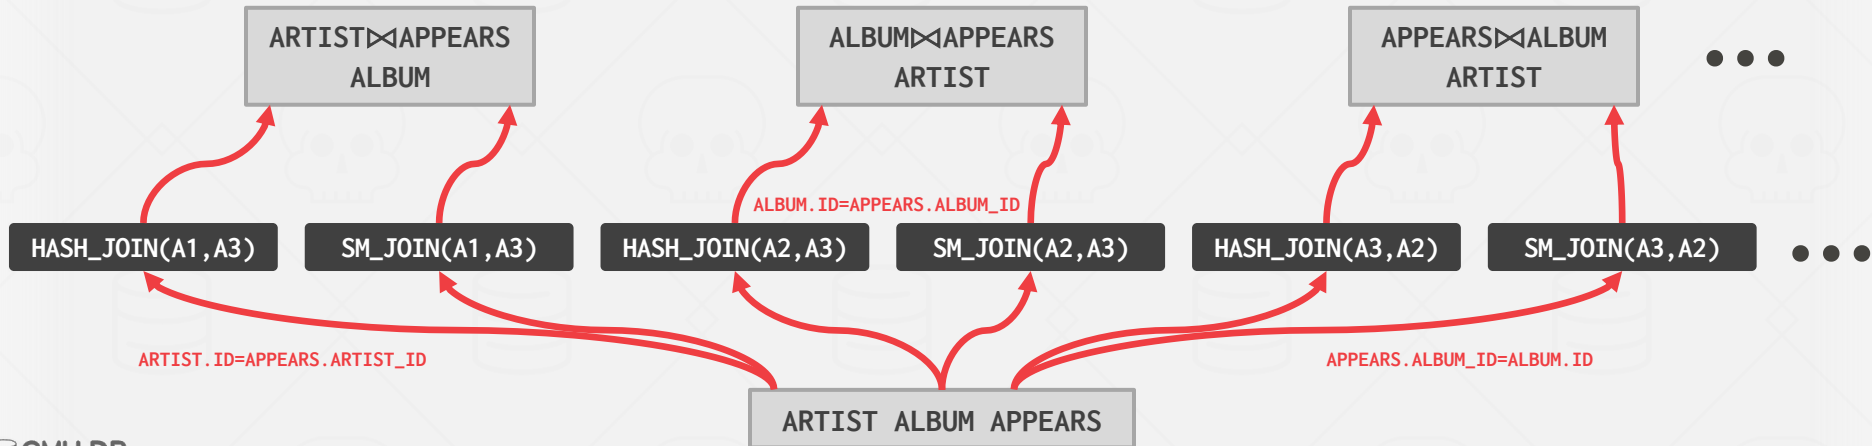 ARTIST⋈APPEARS
ALBUM
ALBUM⋈APPEARS
ARTIST
APPEARS⋈ALBUM
ARTIST
•••
ALBUM.ID=APPEARS.ALBUM_ID
HASH_JOIN(A1,A3)
SM_JOIN(A1,A3)
HASH_JOIN(A2,A3)
SM_JOIN(A2,A3)
HASH_JOIN(A3,A2)
SM_JOIN(A3,A2)
•••
ARTIST.ID=APPEARS.ARTIST_ID
APPEARS.ALBUM_ID=ALBUM.ID
ARTIST ALBUM APPEARS